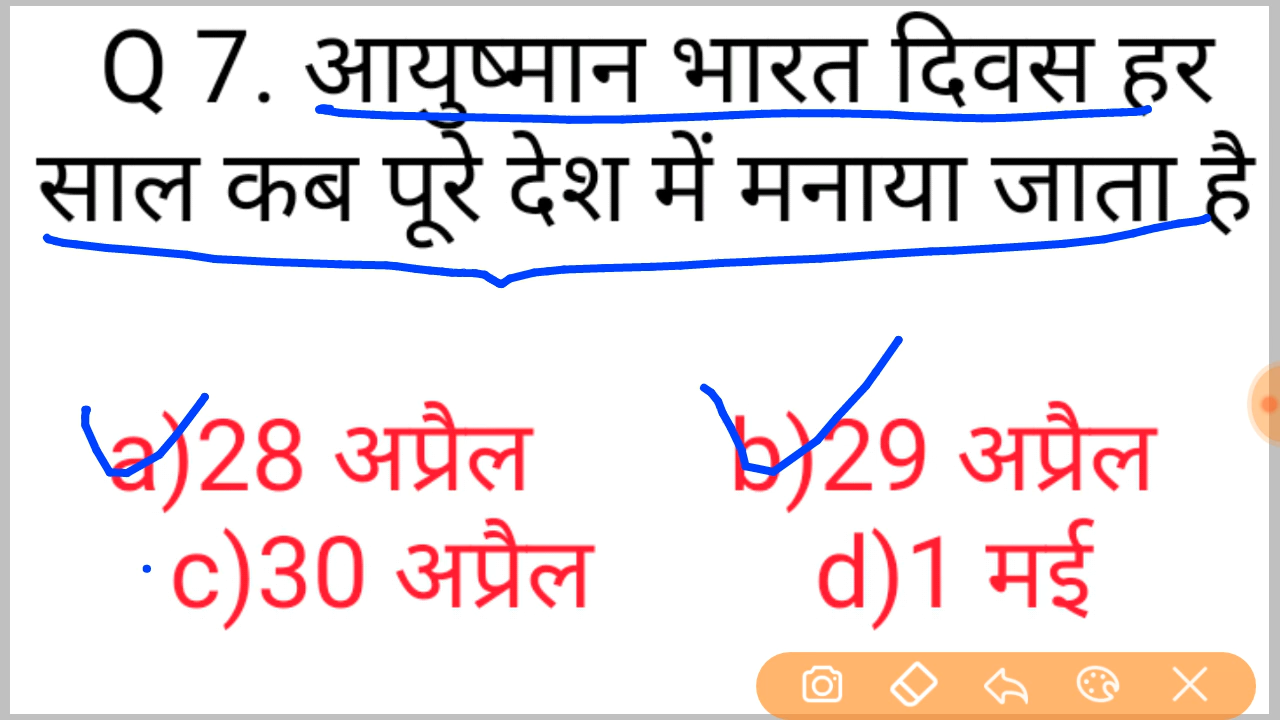 Q 7. आयुष्मान भारत दिवस हर
साल कब पूरे देश में मनाया जाता है
a)28 अप्रैल b)29 अप्रैल
c)30 अप्रैल d)1 मई